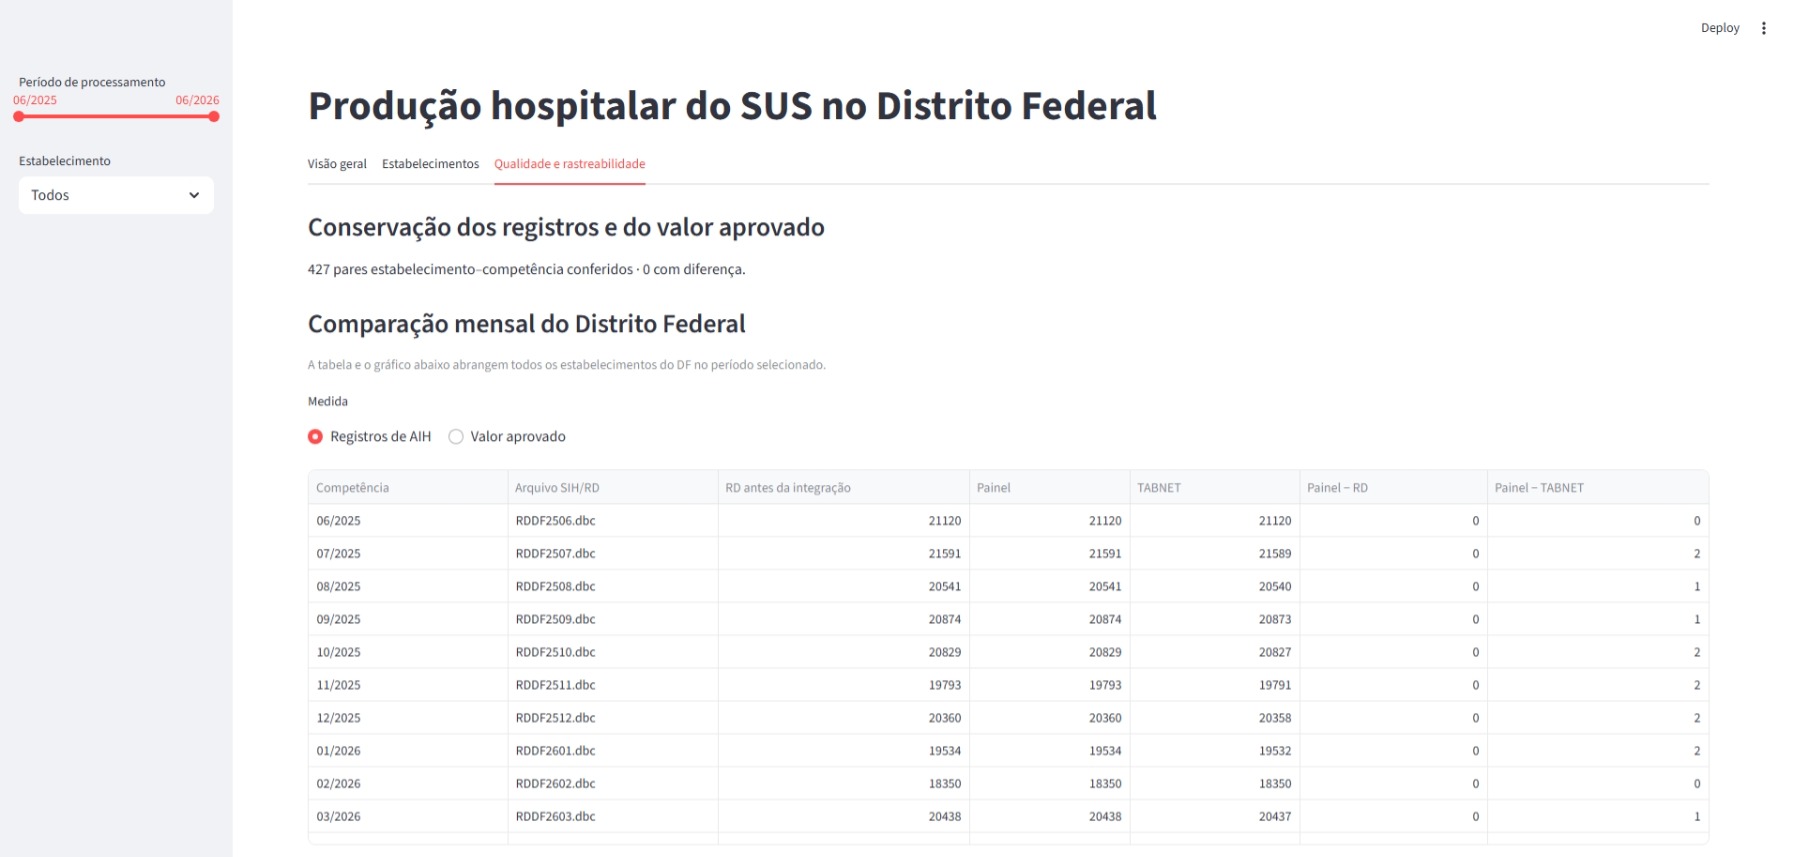 Deploy
Período de processamento
06/2025 06/2026
Estabelecimento
Todos
Produção hospitalar do SUS no Distrito Federal
Visão geral Estabelecimentos Qualidade e rastreabilidade
Conservação dos registros e do valor aprovado
427 pares estabelecimento–competência conferidos · 0 com diferença.
Comparação mensal do Distrito Federal
A tabela e o gráfico abaixo abrangem todos os estabelecimentos do DF no período selecionado.
Medida
Registros de AIH Valor aprovado
Competência Arquivo SIH/RD RD antes da integração Painel TABNET Painel – RD Painel – TABNET
06/2025 RDDF2506.dbc 21120 21120 21120 0 0
07/2025 RDDF2507.dbc 21591 21591 21589 0 2
08/2025 RDDF2508.dbc 20541 20541 20540 0 1
09/2025 RDDF2509.dbc 20874 20874 20873 0 1
10/2025 RDDF2510.dbc 20829 20829 20827 0 2
11/2025 RDDF2511.dbc 19793 19793 19791 0 2
12/2025 RDDF2512.dbc 20360 20360 20358 0 2
01/2026 RDDF2601.dbc 19534 19534 19532 0 2
02/2026 RDDF2602.dbc 18350 18350 18350 0 0
03/2026 RDDF2603.dbc 20438 20438 20437 0 1